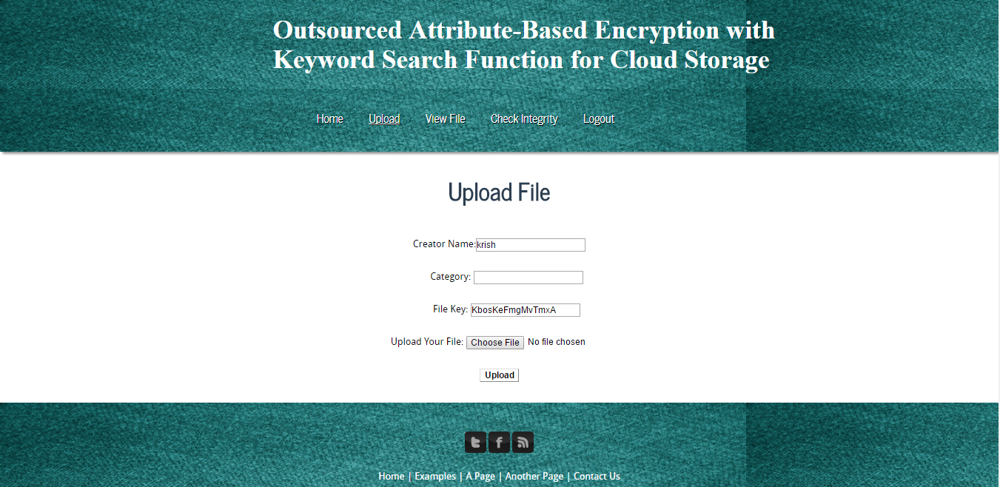 Outsourced Attribute-Based Encryption with
Keyword Search Function for Cloud Storage
Home Upload View File Check Integrity Logout
Upload File
Creator Name: krish
Category:
File Key: KbosKeFmgMvTmxA
Upload Your File: Choose File No file chosen
Upload
Home | Examples | A Page | Another Page | Contact Us